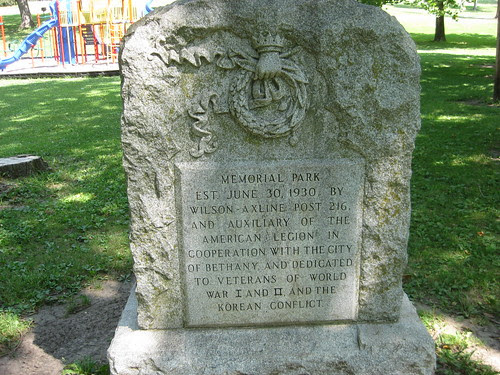 MEMORIAL PARK
EST. JUNE 30, 1930, BY
WILSON-AXLINE POST 216,
AND AUXILIARY OF THE
AMERICAN LEGION IN
COOPERATION WITH THE CITY
OF BETHANY, AND DEDICATED
TO VETERANS OF WORLD
WAR I AND II, AND THE
KOREAN CONFLICT